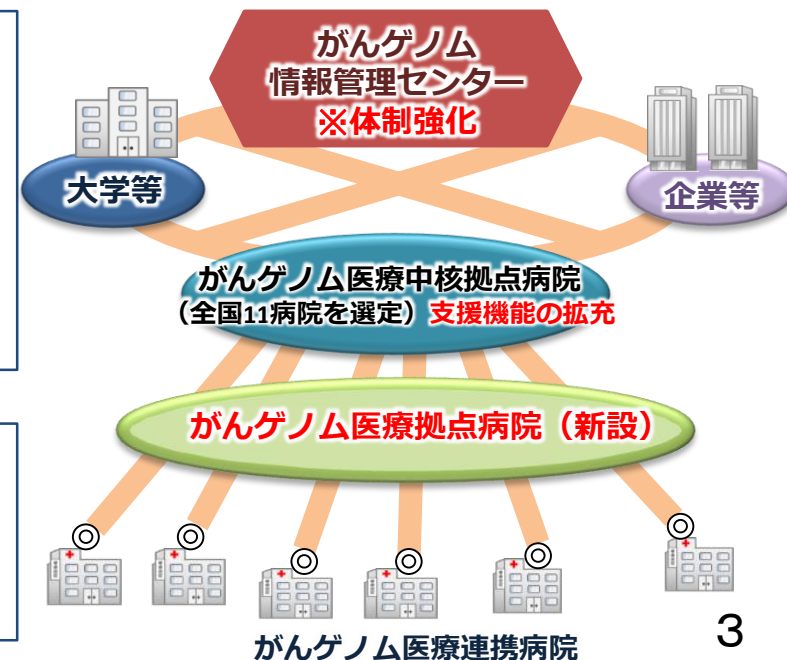 がんゲノム
情報管理センター
※体制強化
大学等
企業等
がんゲノム医療中核拠点病院
（全国11病院を選定）支援機能の拡充
がんゲノム医療拠点病院（新設）
がんゲノム医療連携病院
3